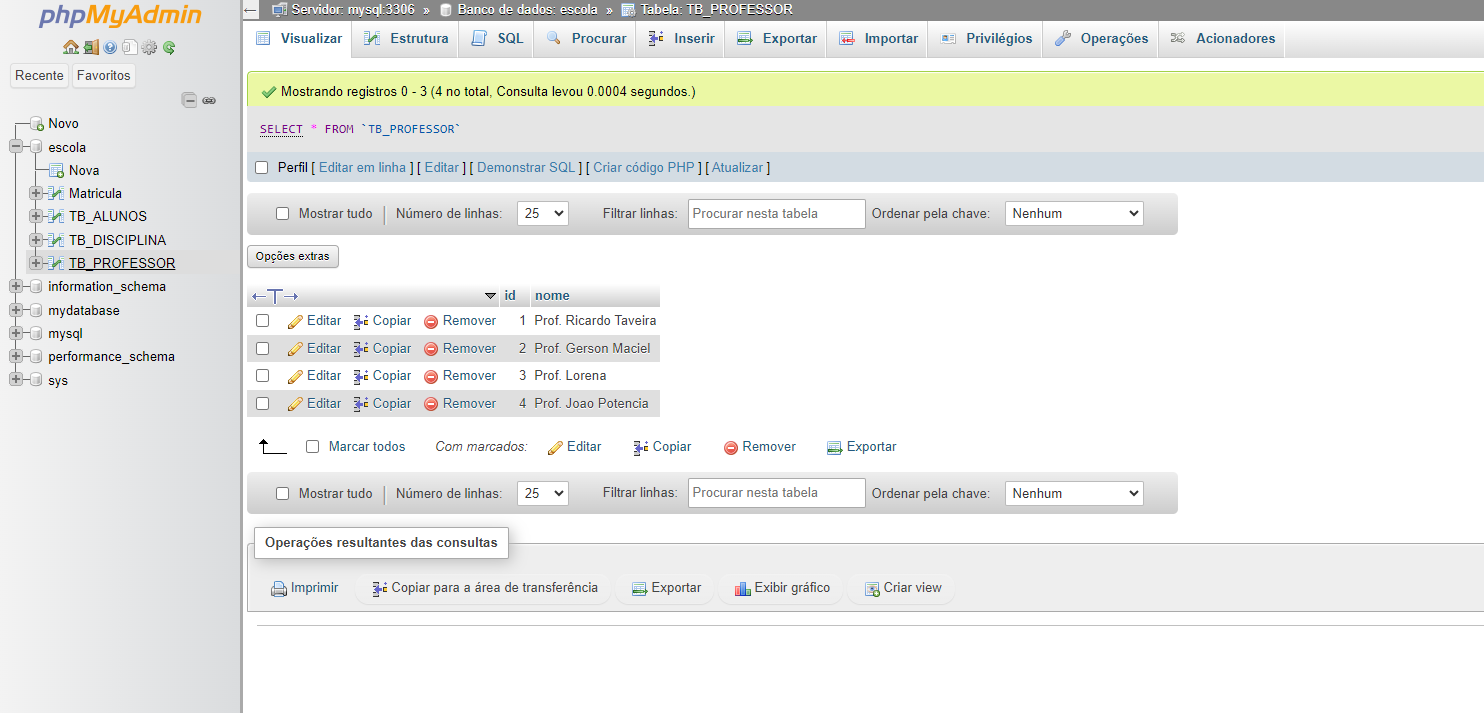 phpMyAdmin
Recente Favoritos
Novo
escola
Nova
Matricula
TB_ALUNOS
TB_DISCIPLINA
TB_PROFESSOR
information_schema
mydatabase
mysql
performance_schema
sys
Servidor: mysql:3306 » Banco de dados: escola » Tabela: TB_PROFESSOR
Visualizar Estrutura SQL Procurar Inserir Exportar Importar Privilégios Operações Acionadores
Mostrando registros 0 - 3 (4 no total, Consulta levou 0.0004 segundos.)
SELECT * FROM `TB_PROFESSOR`
Perfil [ Editar em linha ] [ Editar ] [ Demonstrar SQL ] [ Criar código PHP ] [ Atualizar ]
Mostrar tudo | Número de linhas: 25 Filtrar linhas: Procurar nesta tabela Ordenar pela chave: Nenhum
Opções extras
←T→ id nome
Editar Copiar Remover 1 Prof. Ricardo Taveira
Editar Copiar Remover 2 Prof. Gerson Maciel
Editar Copiar Remover 3 Prof. Lorena
Editar Copiar Remover 4 Prof. Joao Potencia
Marcar todos Com marcados: Editar Copiar Remover Exportar
Mostrar tudo | Número de linhas: 25 Filtrar linhas: Procurar nesta tabela Ordenar pela chave: Nenhum
Operações resultantes das consultas
Imprimir Copiar para a área de transferência Exportar Exibir gráfico Criar view